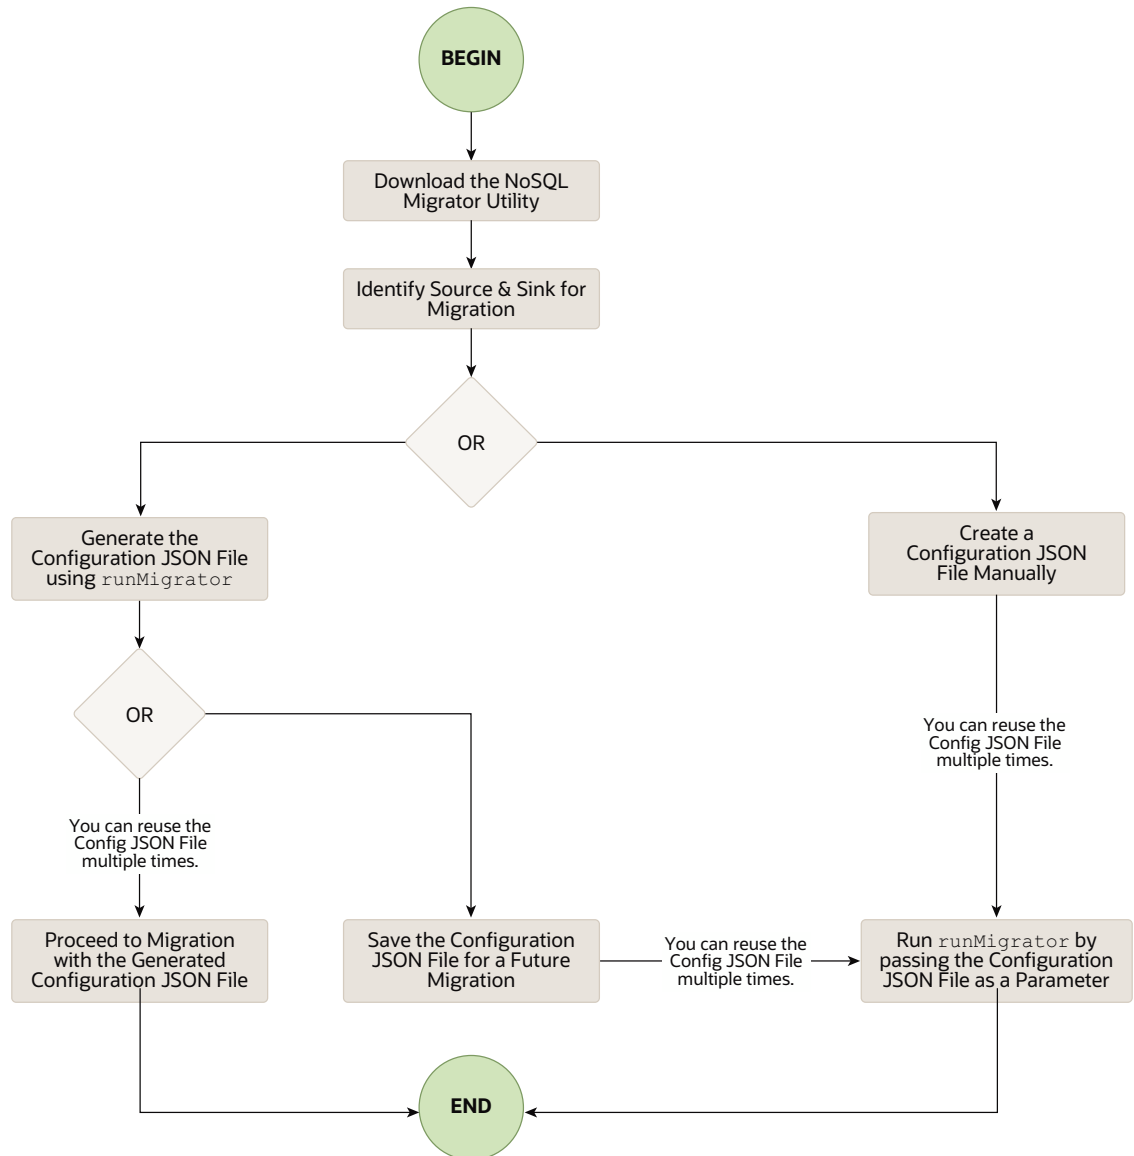 BEGIN
Download the NoSQL
Migrator Utility
Identify Source & Sink for
Migration
OR
Generate the
Configuration JSON File
using runMigrator
Create a
Configuration JSON
File Manually
OR
You can reuse the
Config JSON File
multiple times.
You can reuse the
Config JSON File
multiple times.
Proceed to Migration
with the Generated
Configuration JSON File
Save the Configuration
JSON File for a Future
Migration
You can reuse the
Config JSON File
multiple times.
Run runMigrator by
passing the Configuration
JSON File as a Parameter
END